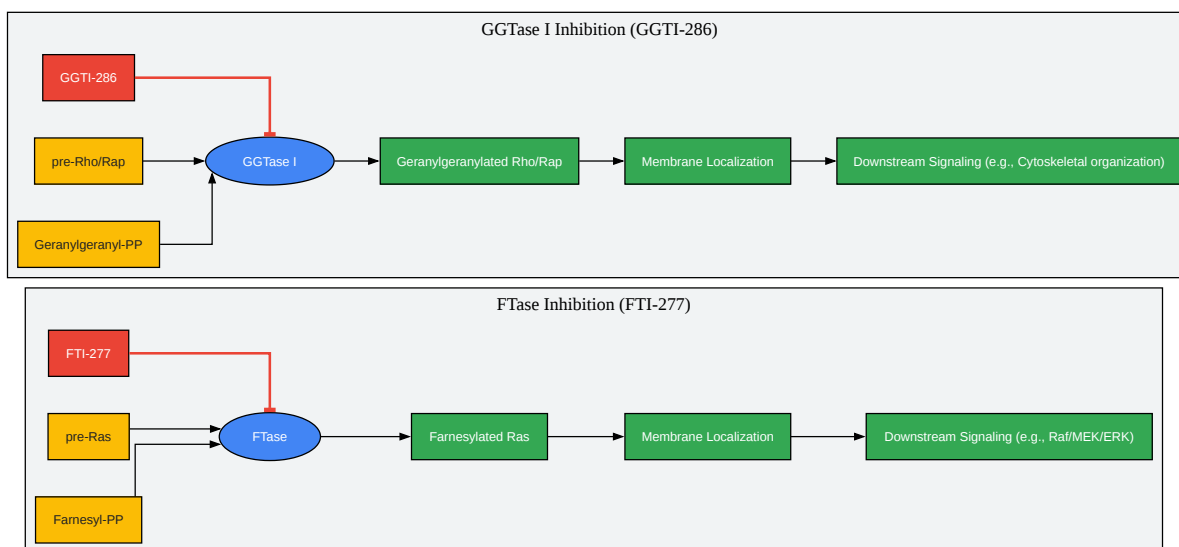 GGTase I Inhibition (GGTI-286)
GGTI-286
pre-Rho/Rap
GGTase I
Geranylgeranylated Rho/Rap
Membrane Localization
Downstream Signaling (e.g., Cytoskeletal organization)
Geranylgeranyl-PP
FTase Inhibition (FTI-277)
FTI-277
pre-Ras
FTase
Farnesylated Ras
Membrane Localization
Downstream Signaling (e.g., Raf/MEK/ERK)
Farnesyl-PP